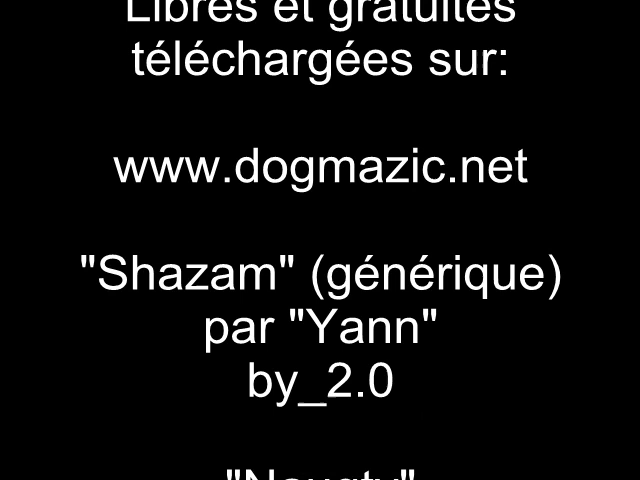 Libres et gratuites
téléchargées sur:
www.dogmazic.net
"Shazam" (générique)
par "Yann"
by_2.0